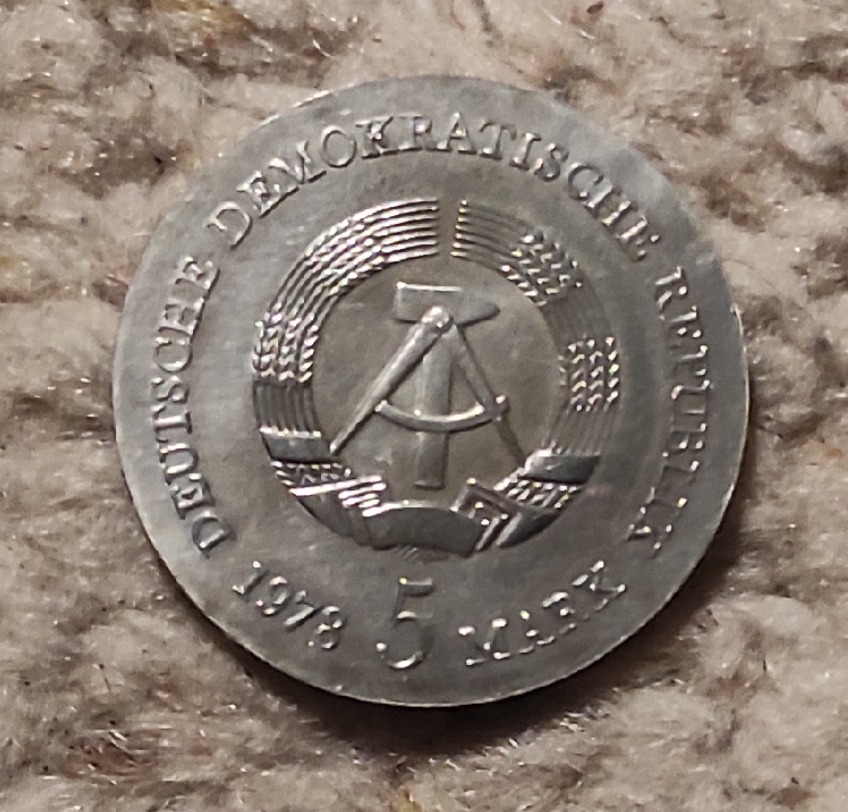 DEUTSCHE DEMOKRATISCHE REPUBLIK
1978 5 MARK